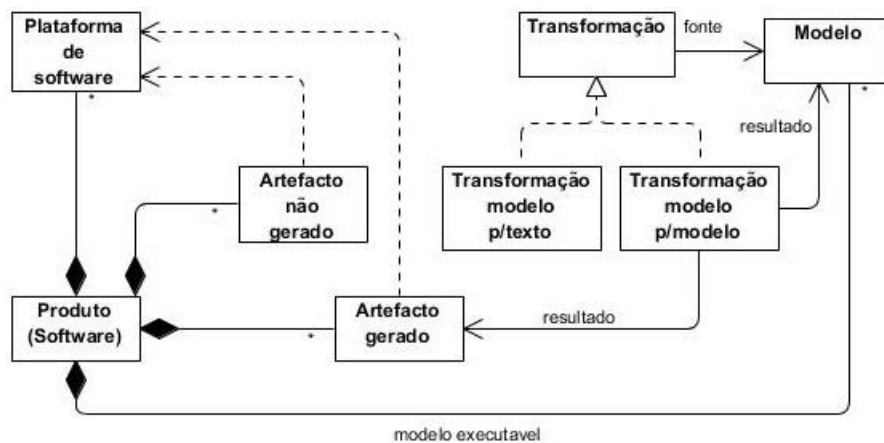 Plataforma
de
software
Transformação
fonte
Modelo
*
*
resultado
Artefacto
não
gerado
*
Transformação
modelo
p/texto
Transformação
modelo
p/modelo
Produto
(Software)
Artefacto
gerado
*
resultado
modelo executavel